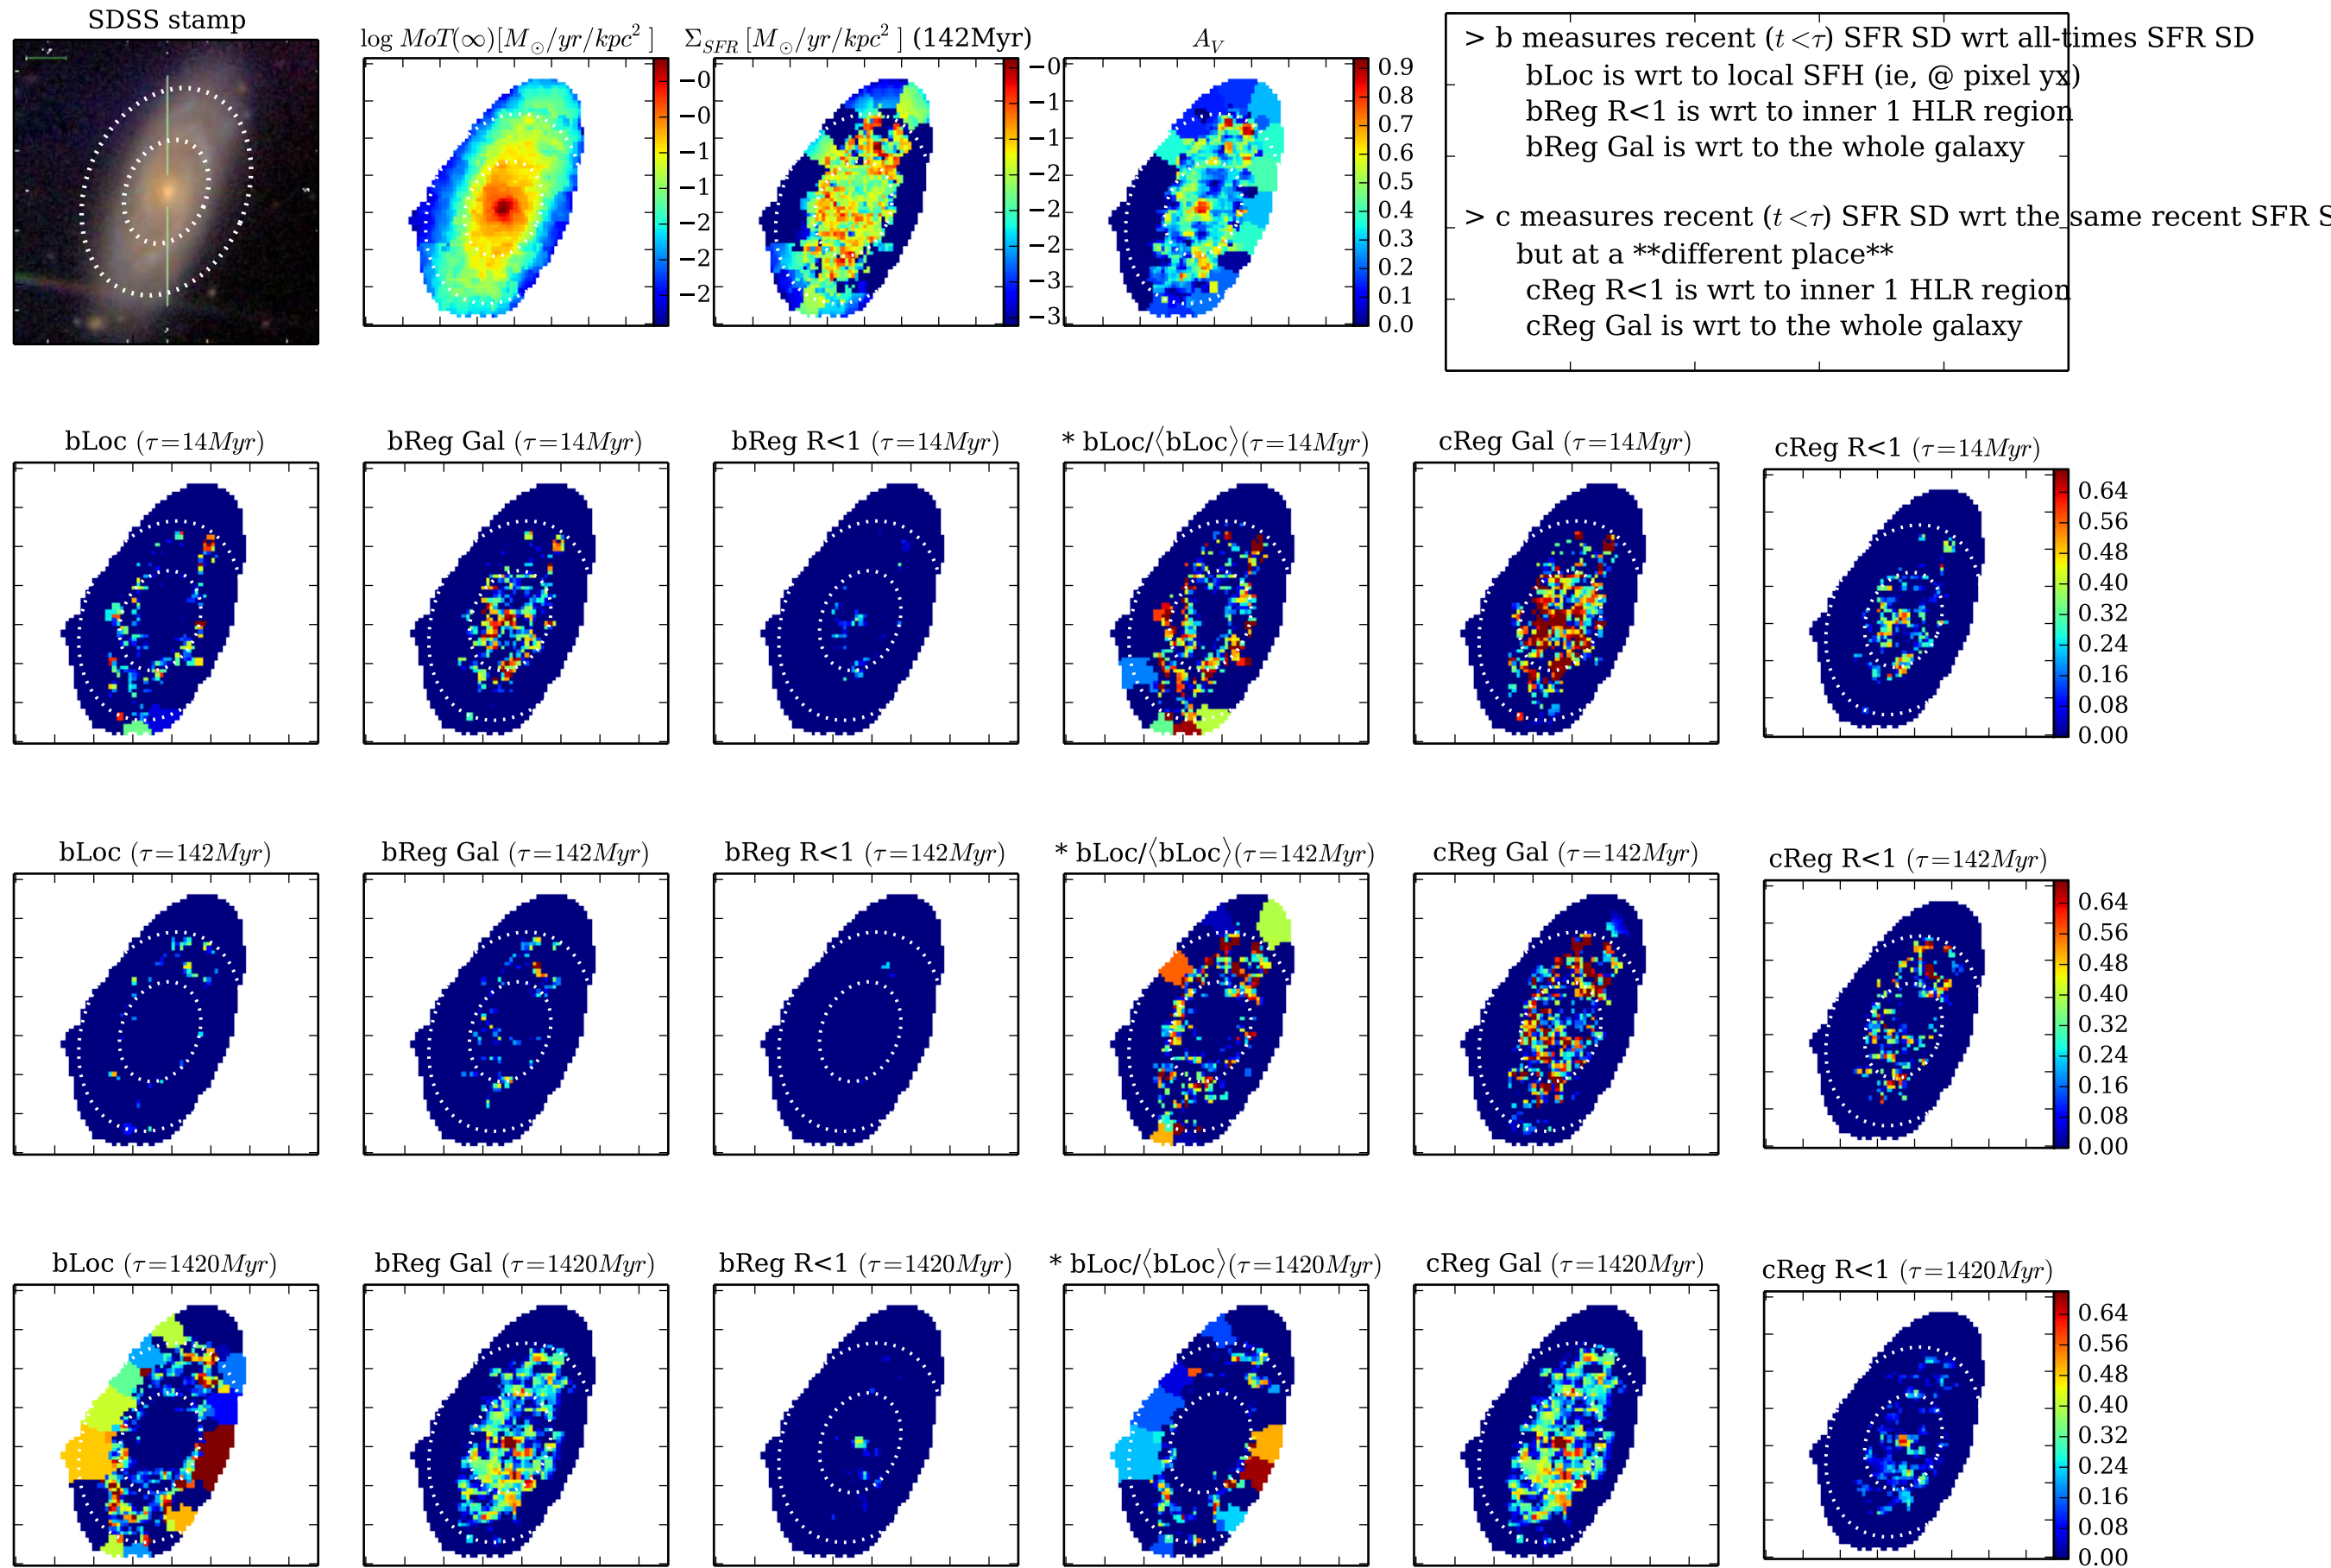 SDSS stamp
log MoT(∞)[M⊙/yr/kpc²]
Σ_SFR [M⊙/yr/kpc²] (142Myr)
A_V
−0
−0
−1
−1
−2
−2
−2
−0
−1
−1
−2
−2
−2
−3
−3
0.9
0.8
0.7
0.6
0.5
0.4
0.3
0.2
0.1
0.0
> b measures recent (t<τ) SFR SD wrt all-times SFR SD
bLoc is wrt to local SFH (ie, @ pixel yx)
bReg R<1 is wrt to inner 1 HLR region
bReg Gal is wrt to the whole galaxy
> c measures recent (t<τ) SFR SD wrt the same recent SFR S
but at a **different place**
cReg R<1 is wrt to inner 1 HLR region
cReg Gal is wrt to the whole galaxy
bLoc (τ=14Myr)
bReg Gal (τ=14Myr)
bReg R<1 (τ=14Myr)
* bLoc/⟨bLoc⟩(τ=14Myr)
cReg Gal (τ=14Myr)
cReg R<1 (τ=14Myr)
0.64
0.56
0.48
0.40
0.32
0.24
0.16
0.08
0.00
bLoc (τ=142Myr)
bReg Gal (τ=142Myr)
bReg R<1 (τ=142Myr)
* bLoc/⟨bLoc⟩(τ=142Myr)
cReg Gal (τ=142Myr)
cReg R<1 (τ=142Myr)
0.64
0.56
0.48
0.40
0.32
0.24
0.16
0.08
0.00
bLoc (τ=1420Myr)
bReg Gal (τ=1420Myr)
bReg R<1 (τ=1420Myr)
* bLoc/⟨bLoc⟩(τ=1420Myr)
cReg Gal (τ=1420Myr)
cReg R<1 (τ=1420Myr)
0.64
0.56
0.48
0.40
0.32
0.24
0.16
0.08
0.00